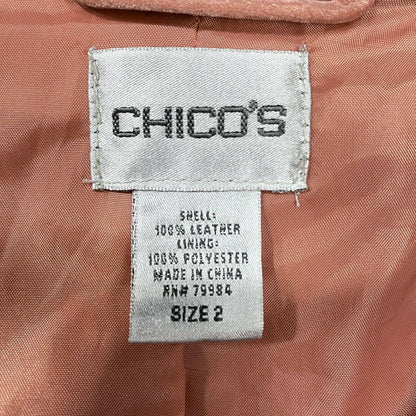 CHICO'S
SHELL:
100% LEATHER
LINING:
100% POLYESTER
MADE IN CHINA
RN# 79984
SIZE 2